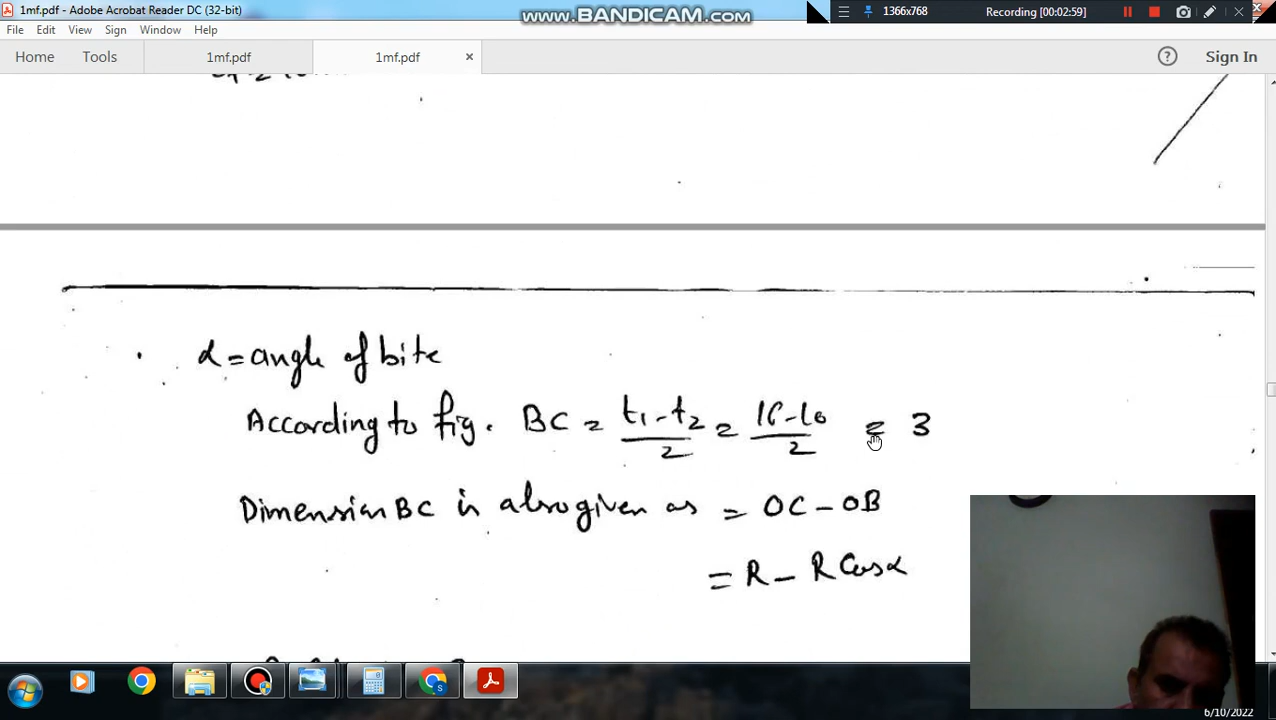 1mf.pdf - Adobe Acrobat Reader DC (32-bit)
www.BANDICAM.com
1366x768
Recording [00:02:59]
File Edit View Sign Window Help
Home Tools 1mf.pdf 1mf.pdf × ? Sign In
α = angle of bite
According to fig. BC = t1-t2/2 = 16-10/2 = 3
Dimension BC is also given as = OC - OB
= R - R Cosα
6/10/2022